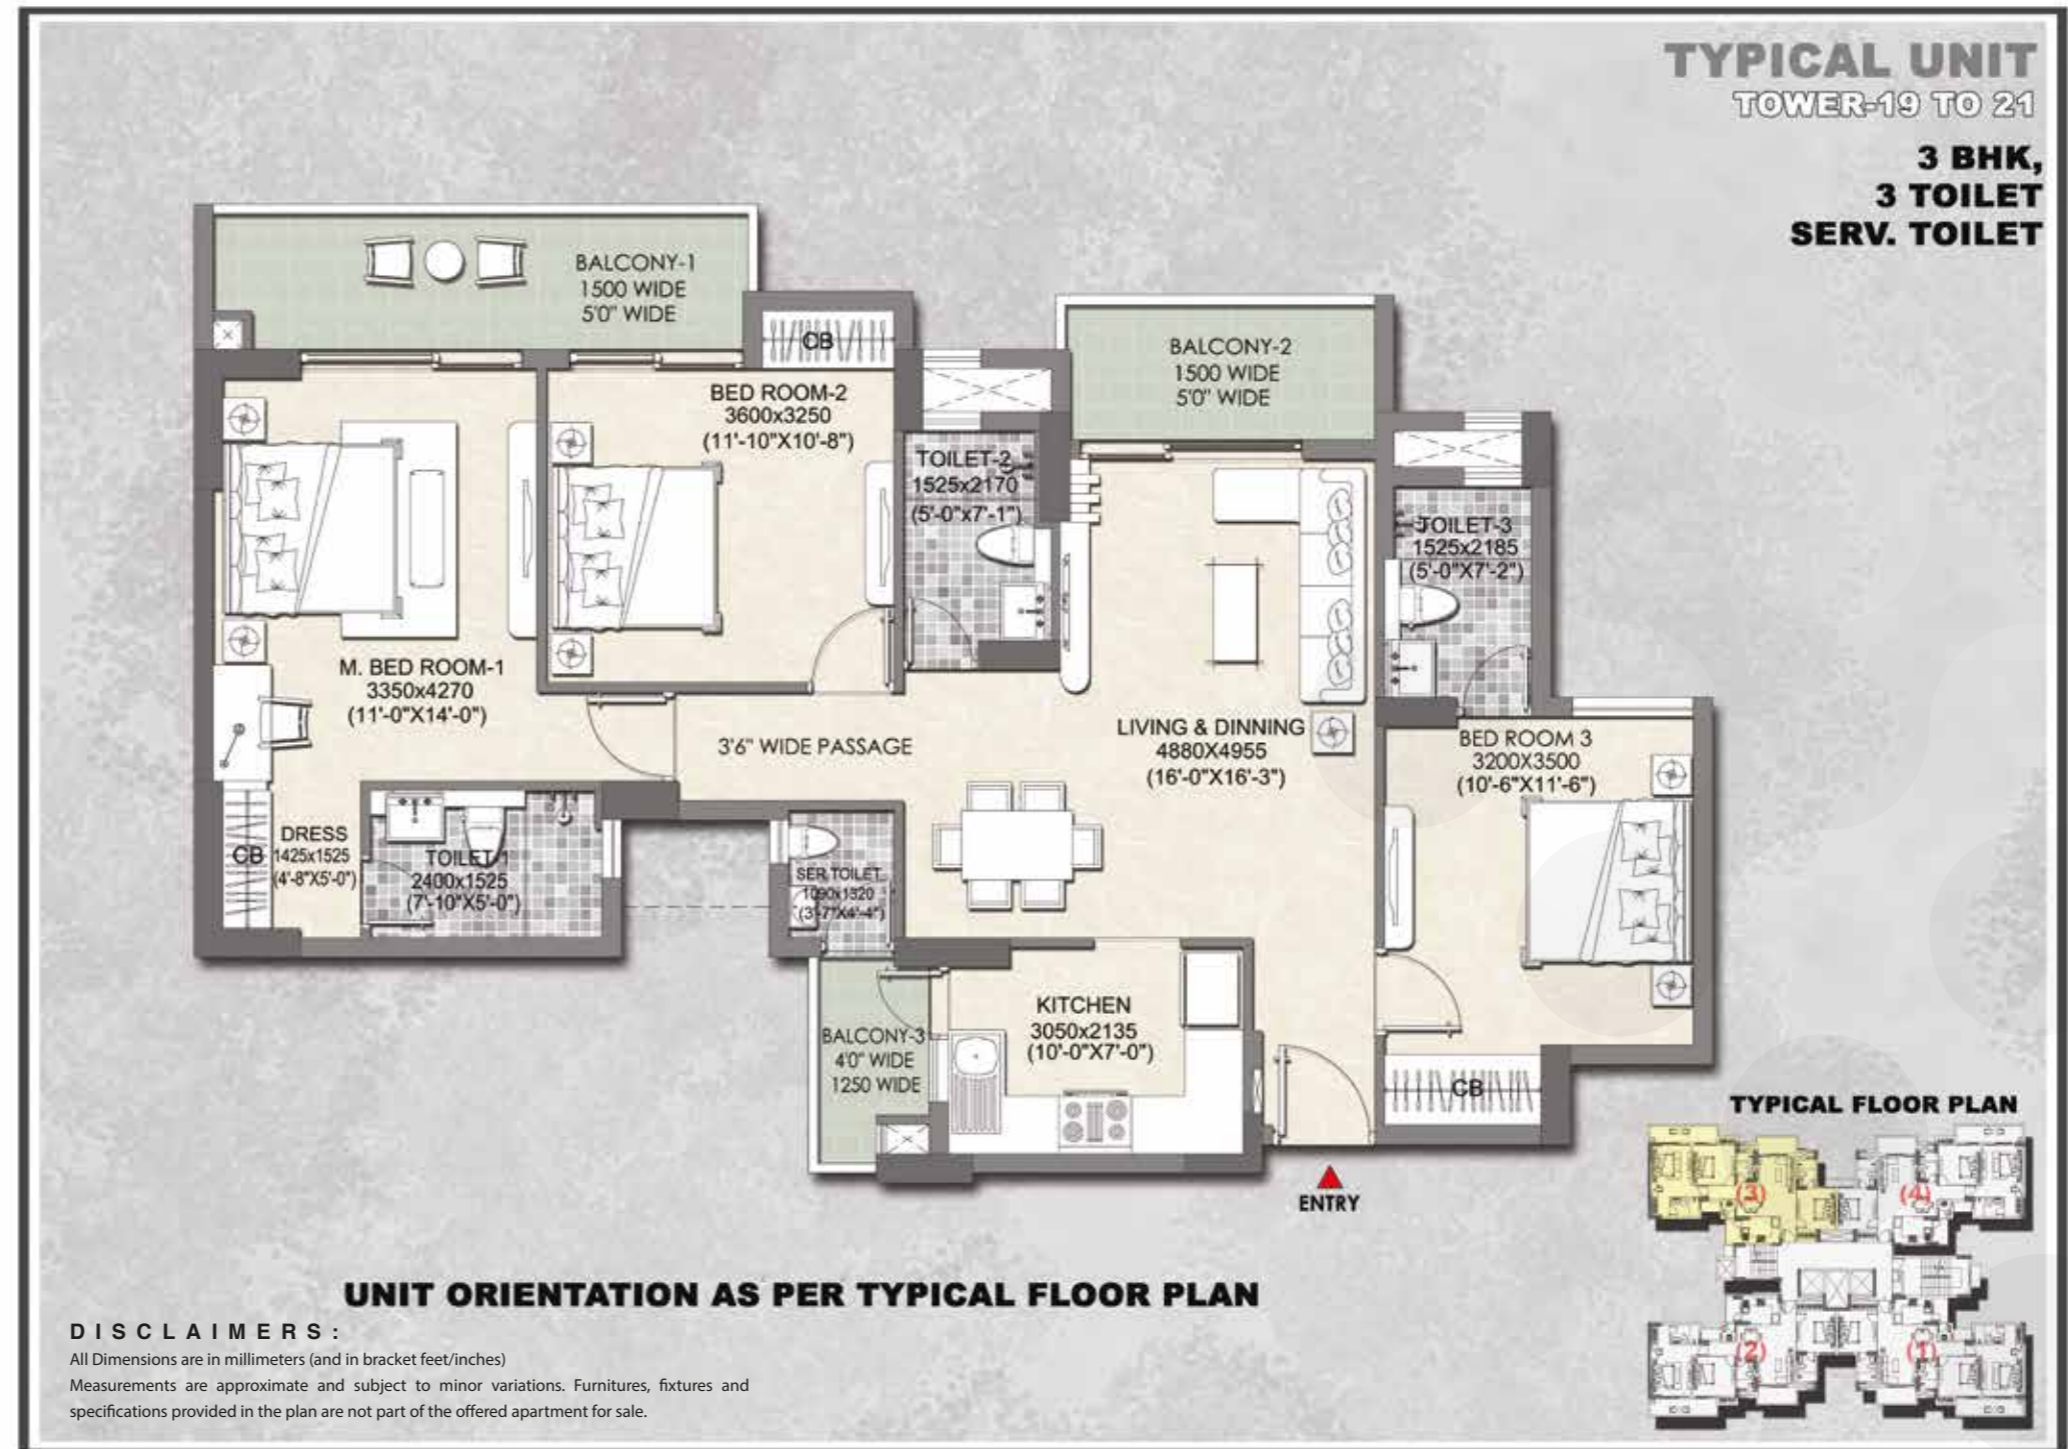 TYPICAL UNIT
TOWER-19 TO 21
3 BHK,
3 TOILET
SERV. TOILET
BALCONY-1
1500 WIDE
5'0" WIDE
CB
BALCONY-2
1500 WIDE
5'0" WIDE
BED ROOM-2
3600x3250
(11'-10"X10'-8")
TOILET-2
1525x2170
(5'-0"x7'-1")
TOILET-3
1525x2185
(5'-0"X7'-2")
M. BED ROOM-1
3350x4270
(11'-0"X14'-0")
3'6" WIDE PASSAGE
LIVING & DINNING
4880X4955
(16'-0"X16'-3")
BED ROOM 3
3200X3500
(10'-6"X11'-6")
DRESS
1425x1525
(4'-8"X5'-0")
CB
TOILET-1
2400x1525
(7'-10"X5'-0")
SER.TOILET
1090x1320
(3'-7"X4'-4")
KITCHEN
3050x2135
(10'-0"X7'-0")
BALCONY-3
4'0" WIDE
1250 WIDE
CB
ENTRY
TYPICAL FLOOR PLAN
(3)
(4)
(2)
(1)
UNIT ORIENTATION AS PER TYPICAL FLOOR PLAN
DISCLAIMERS:
All Dimensions are in millimeters (and in bracket feet/inches)
Measurements are approximate and subject to minor variations. Furnitures, fixtures and
specifications provided in the plan are not part of the offered apartment for sale.